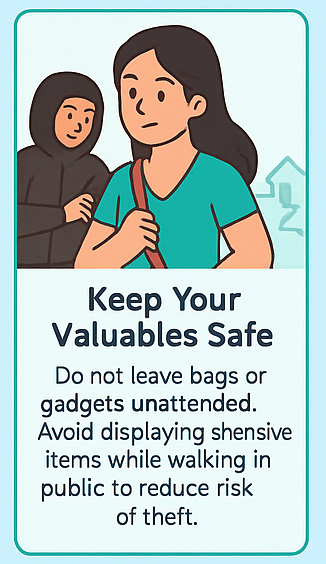 Keep Your
Valuables Safe
Do not leave bags or
gadgets unattended.
Avoid displaying shensive
items while walking in
public to reduce risk
of theft.